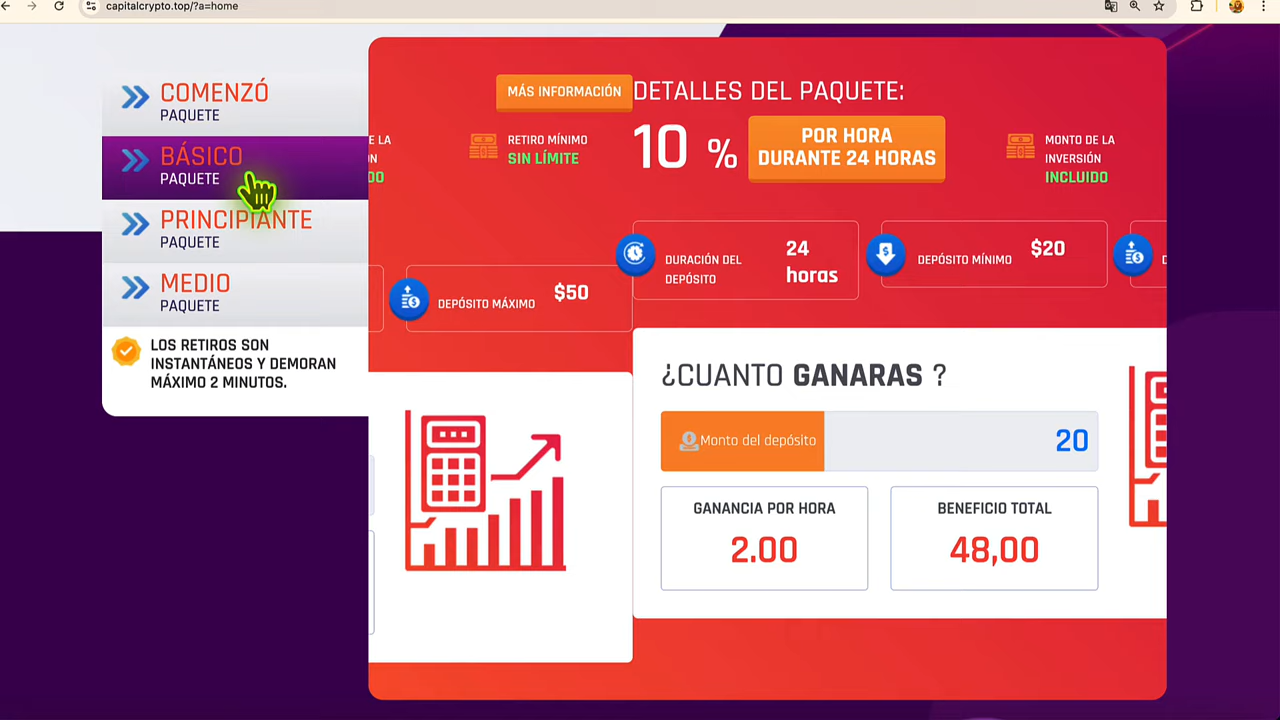 capitalcrypto.top/?a=home
COMENZÓ
PAQUETE
BÁSICO
PAQUETE
PRINCIPIANTE
PAQUETE
MEDIO
PAQUETE
LOS RETIROS SON
INSTANTÁNEOS Y DEMORAN
MÁXIMO 2 MINUTOS.
E LA
RETIRO MÍNIMO
SIN LÍMITE
DEPÓSITO MÁXIMO
$50
MÁS INFORMACIÓN
DETALLES DEL PAQUETE:
10 %
POR HORA
DURANTE 24 HORAS
MONTO DE LA
INVERSIÓN
INCLUIDO
DURACIÓN DEL
DEPÓSITO
24
horas
DEPÓSITO MÍNIMO
$20
¿CUANTO GANARAS ?
Monto del depósito
20
GANANCIA POR HORA
2.00
BENEFICIO TOTAL
48,00